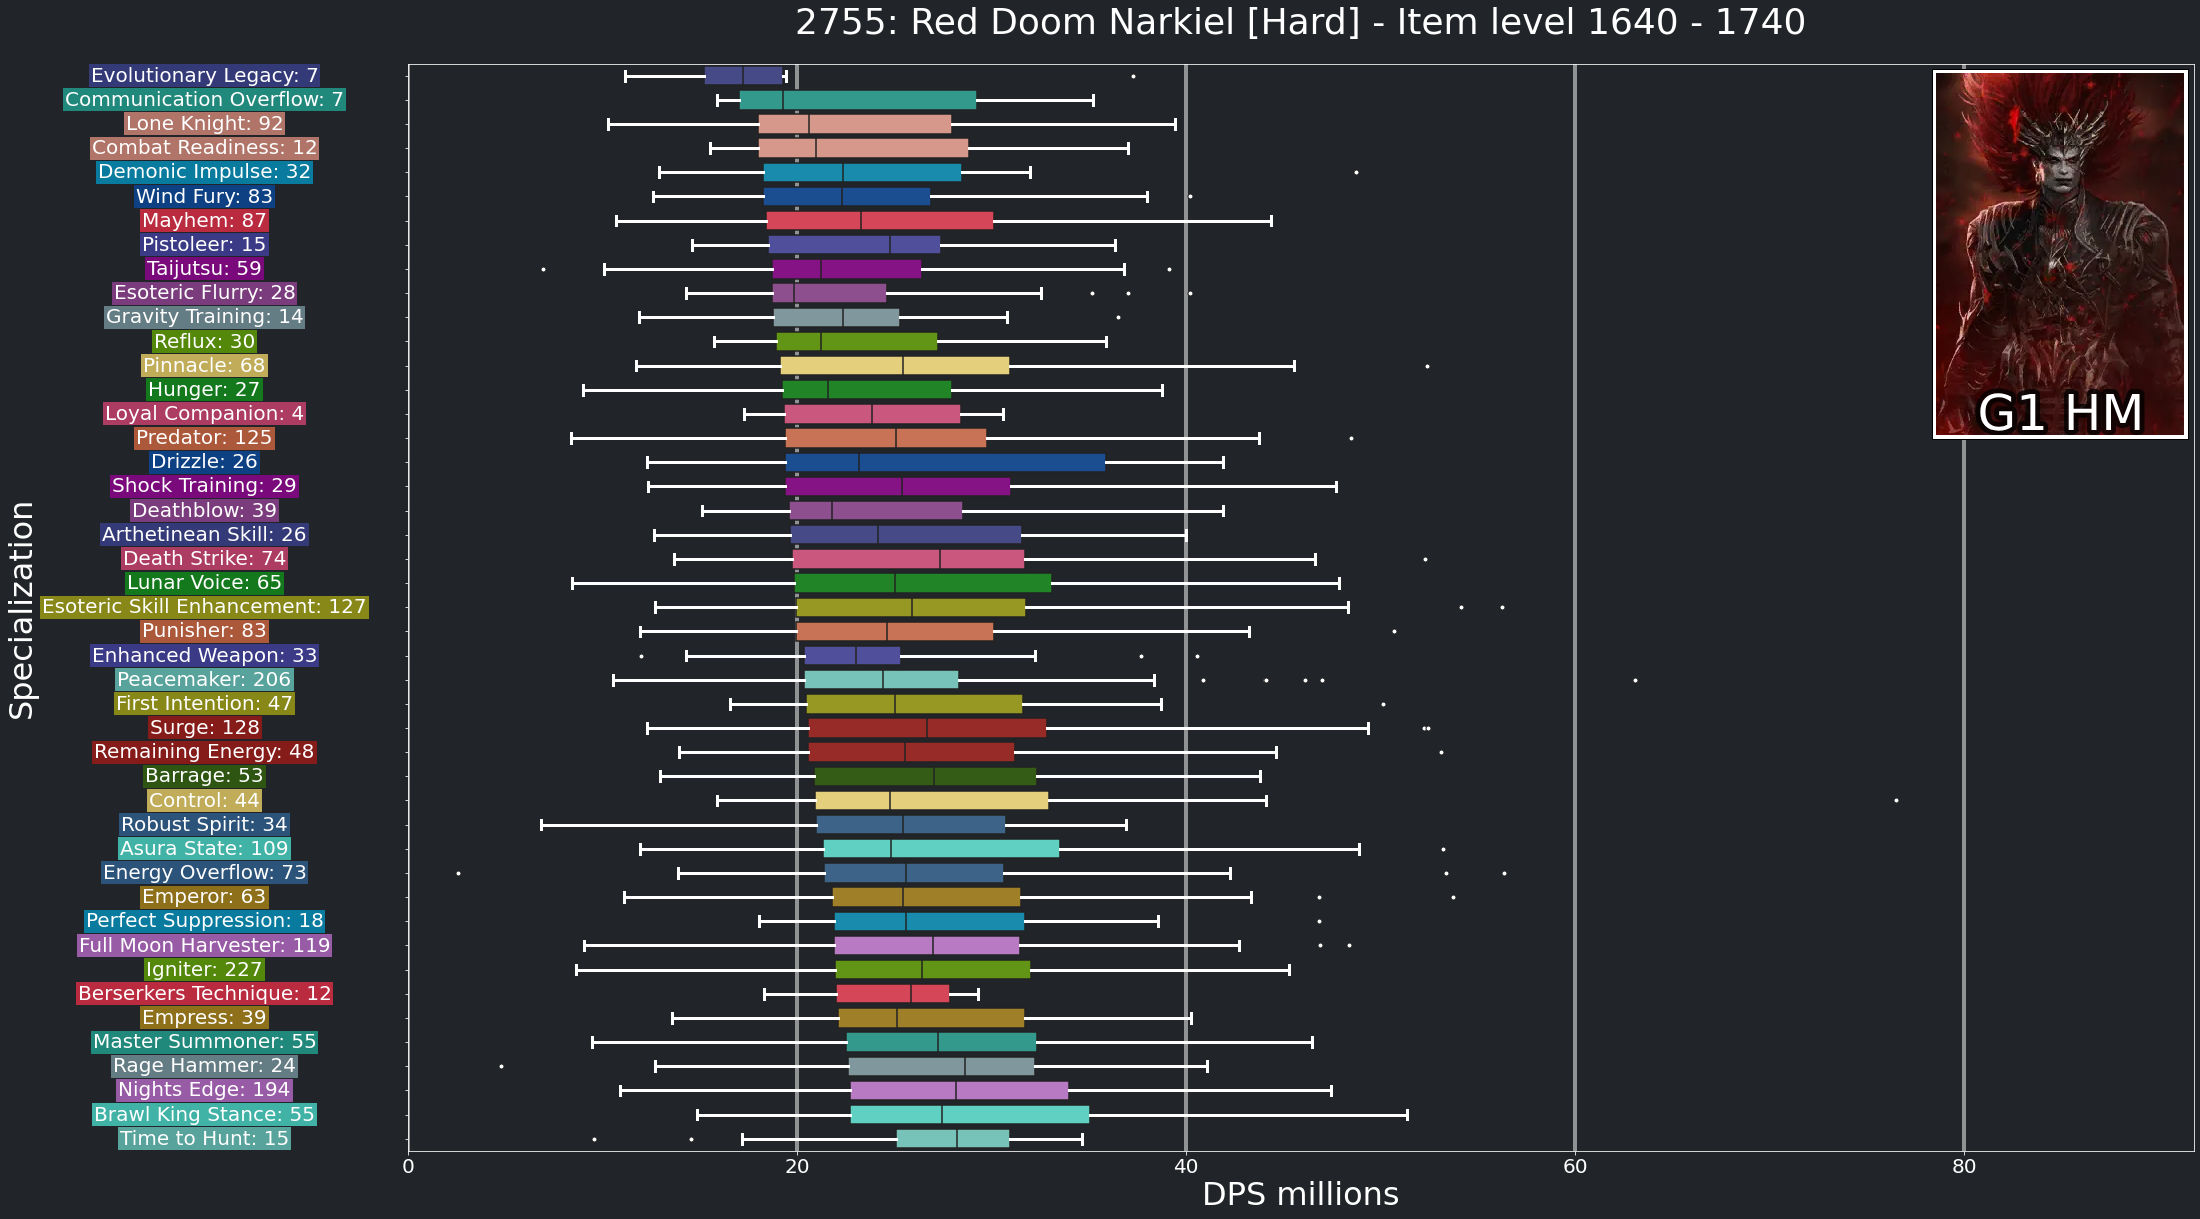 2755: Red Doom Narkiel [Hard] - Item level 1640 - 1740
Specialization
Evolutionary Legacy: 7
Communication Overflow: 7
Lone Knight: 92
Combat Readiness: 12
Demonic Impulse: 32
Wind Fury: 83
Mayhem: 87
Pistoleer: 15
Taijutsu: 59
Esoteric Flurry: 28
Gravity Training: 14
Reflux: 30
Pinnacle: 68
Hunger: 27
Loyal Companion: 4
Predator: 125
Drizzle: 26
Shock Training: 29
Deathblow: 39
Arthetinean Skill: 26
Death Strike: 74
Lunar Voice: 65
Esoteric Skill Enhancement: 127
Punisher: 83
Enhanced Weapon: 33
Peacemaker: 206
First Intention: 47
Surge: 128
Remaining Energy: 48
Barrage: 53
Control: 44
Robust Spirit: 34
Asura State: 109
Energy Overflow: 73
Emperor: 63
Perfect Suppression: 18
Full Moon Harvester: 119
Igniter: 227
Berserkers Technique: 12
Empress: 39
Master Summoner: 55
Rage Hammer: 24
Nights Edge: 194
Brawl King Stance: 55
Time to Hunt: 15
G1 HM
0 20 40 60 80
DPS millions